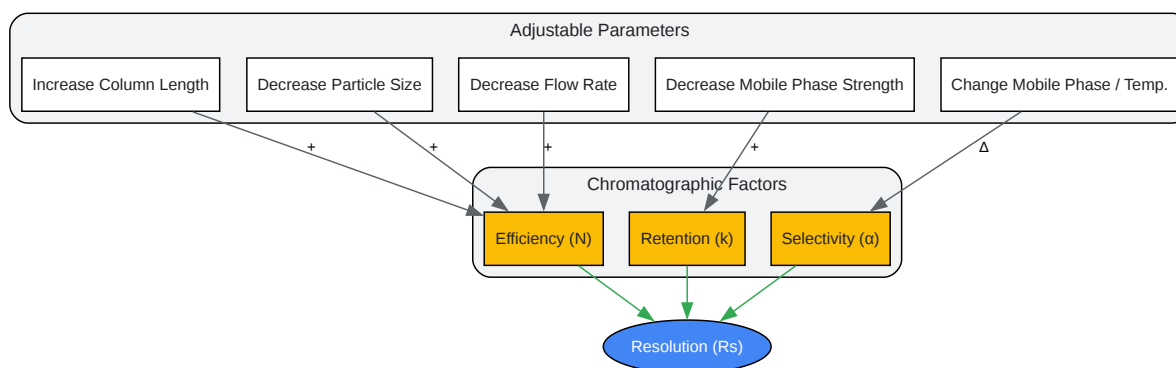 Adjustable Parameters
Increase Column Length
Decrease Particle Size
Decrease Flow Rate
Decrease Mobile Phase Strength
Change Mobile Phase / Temp.
+
+
+
+
Δ
Chromatographic Factors
Efficiency (N)
Retention (k)
Selectivity (α)
Resolution (Rs)